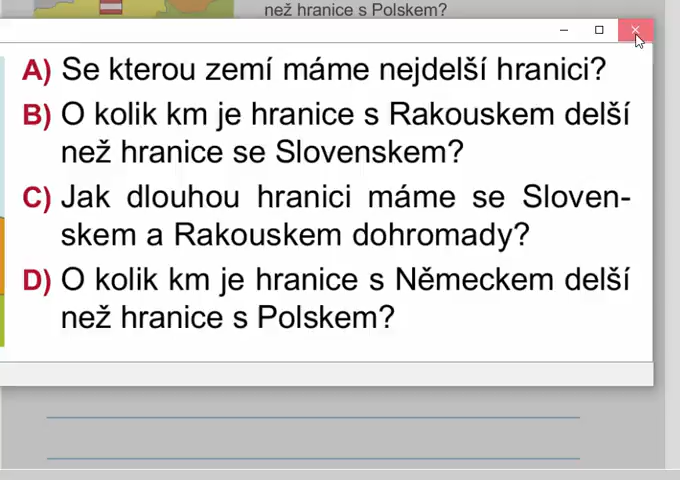 než hranice s Polskem?
A) Se kterou zemí máme nejdelší hranici?
B) O kolik km je hranice s Rakouskem delší
než hranice se Slovenskem?
C) Jak dlouhou hranici máme se Sloven-
skem a Rakouskem dohromady?
D) O kolik km je hranice s Německem delší
než hranice s Polskem?